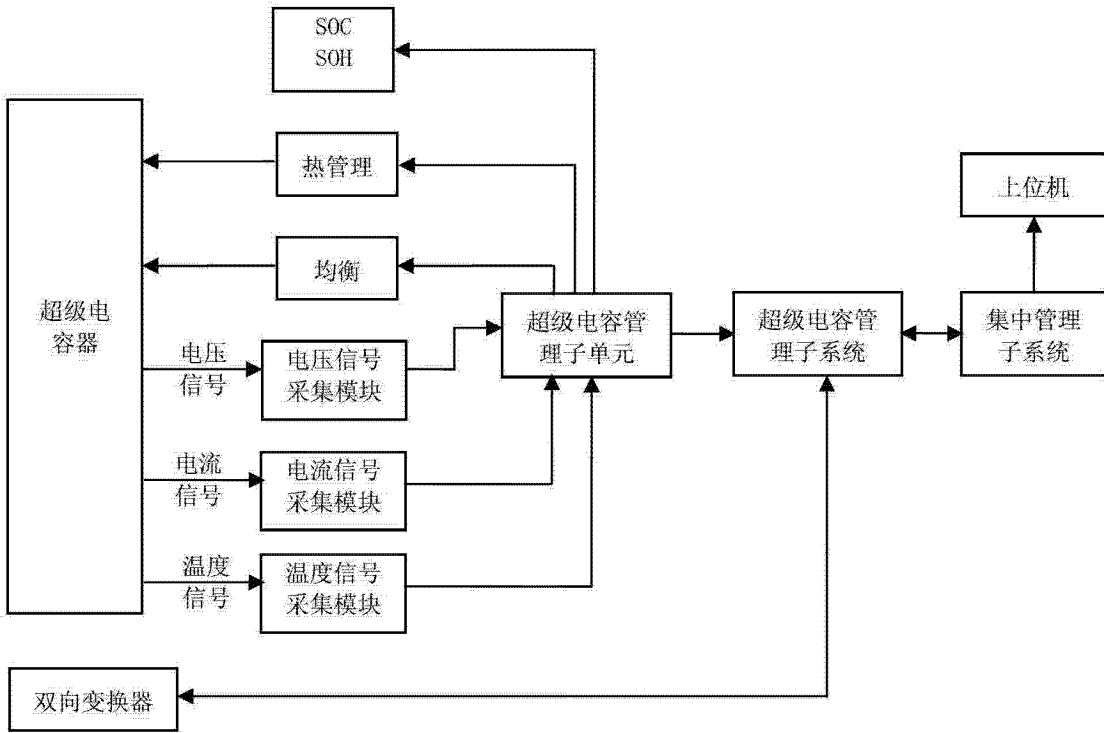 SOC
SOH
热管理
上位机
均衡
超级电
容器
超级电容管
理子单元
超级电容管
理子系统
集中管理
子系统
电压
信号
电压信号
采集模块
电流
信号
电流信号
采集模块
温度
信号
温度信号
采集模块
双向变换器